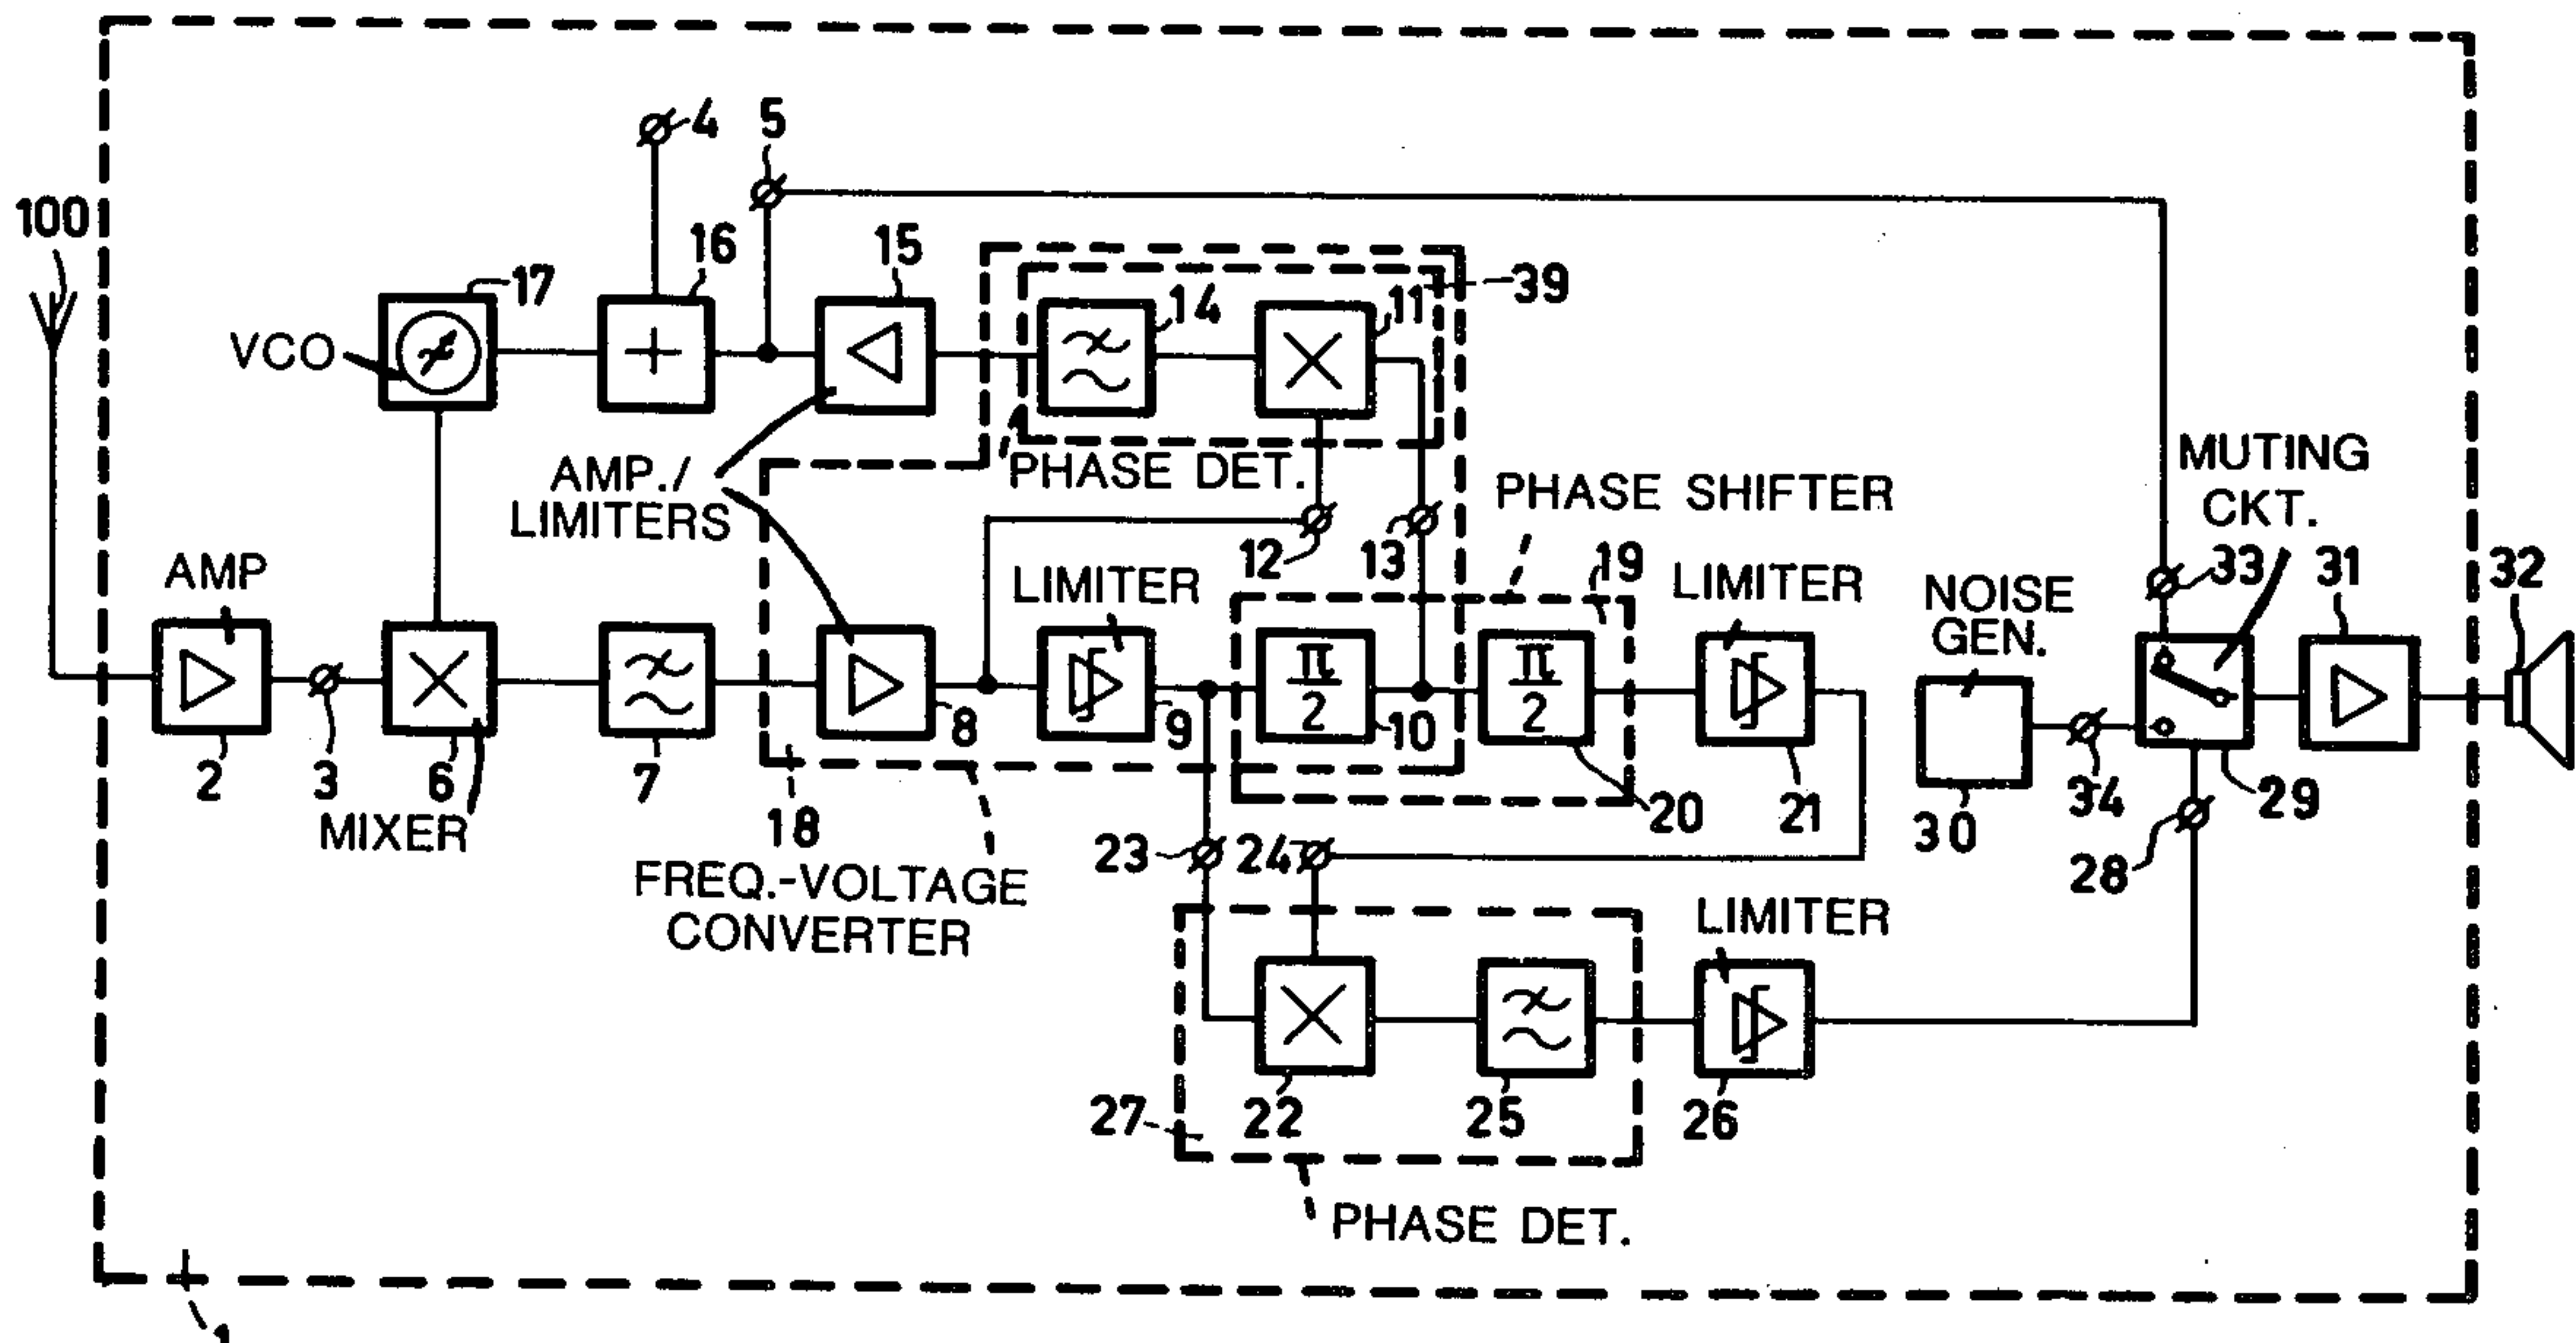 4
5
100
16
15
17
14
11
39
VCO
AMP./
LIMITERS
PHASE DET.
PHASE SHIFTER
MUTING
CKT.
AMP
12
13
LIMITER
19
LIMITER
NOISE
GEN.
33
31
32
π
2
π
2
2
3
6
7
8
9
10
20
21
30
34
29
MIXER
18
23
24
28
FREQ.-VOLTAGE
CONVERTER
LIMITER
27
22
25
26
PHASE DET.
1